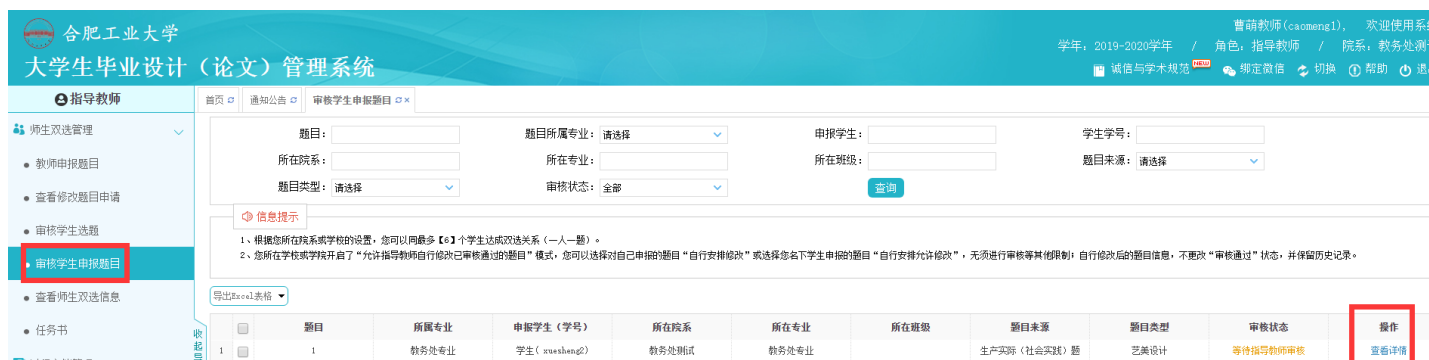 合肥工业大学
大学生毕业设计（论文）管理系统
曹萌教师(caomeng1)， 欢迎使用系
学年：2019-2020学年 / 角色：指导教师 / 院系：教务处测
诚信与学术规范 NEW 绑定微信 切换 帮助 退
指导教师
首页 通知公告 审核学生申报题目
师生双选管理
教师申报题目
查看修改题目申请
审核学生选题
审核学生申报题目
查看师生双选信息
任务书
收起导
题目： 题目所属专业： 请选择 申报学生： 学生学号：
所在院系： 所在专业： 所在班级： 题目来源： 请选择
题目类型： 请选择 审核状态： 全部 查询
信息提示
1、根据您所在院系或学校的设置，您可以同最多【6】个学生达成双选关系（一人一题）。
2、您所在学校或学院开启了“允许指导教师自行修改已审核通过的题目”模式，您可以选择对自己申报的题目“自行安排修改”或选择您名下学生申报的题目“自行安排允许修改”，无须进行审核等其他限制；自行修改后的题目信息，不更改“审核通过”状态，并保留历史记录。
导出Excel表格
题目 所属专业 申报学生（学号） 所在院系 所在专业 所在班级 题目来源 题目类型 审核状态 操作
1 1 教务处专业 学生( xuesheng2) 教务处测试 教务处专业 生产实际（社会实践）题 艺美设计 等待指导教师审核 查看详情